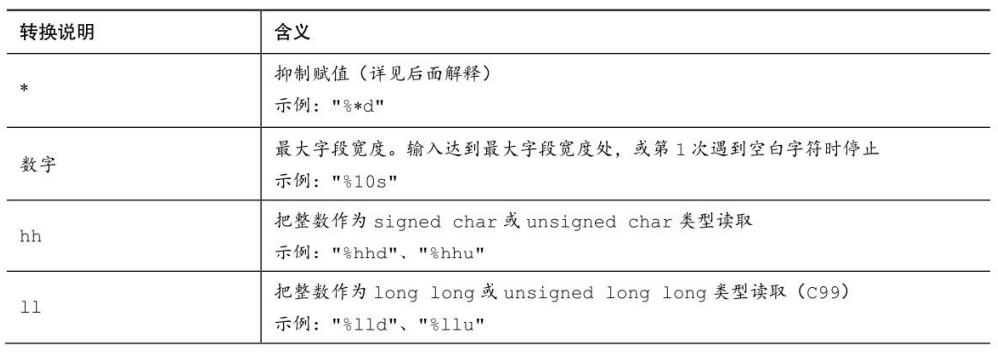 转换说明 含义
* 抑制赋值（详见后面解释）
示例："%*d"
数字 最大字段宽度。输入达到最大字段宽度处，或第 1 次遇到空白字符时停止
示例："%10s"
hh 把整数作为 signed char 或 unsigned char 类型读取
示例："%hhd"、"%hhu"
ll 把整数作为 long long 或 unsigned long long 类型读取（C99）
示例："%lld"、"%llu"